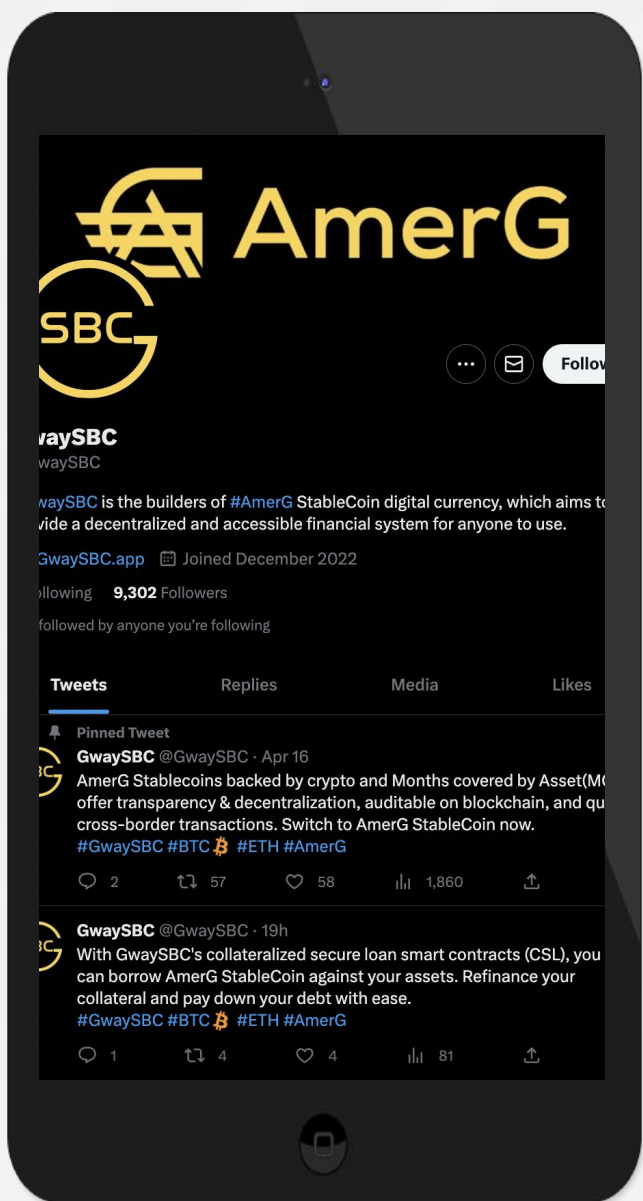 AmerG
SBC
waySBC
waySBC
waySBC is the builders of #AmerG StableCoin digital currency, which aims to
vide a decentralized and accessible financial system for anyone to use.
GwaySBC.app Joined December 2022
llowing 9,302 Followers
followed by anyone you're following
Tweets Replies Media Likes
Pinned Tweet
GwaySBC @GwaySBC · Apr 16
AmerG Stablecoins backed by crypto and Months covered by Asset(M
offer transparency & decentralization, auditable on blockchain, and qu
cross-border transactions. Switch to AmerG StableCoin now.
#GwaySBC #BTC #ETH #AmerG
2 57 58 1,860
GwaySBC @GwaySBC · 19h
With GwaySBC's collateralized secure loan smart contracts (CSL), you
can borrow AmerG StableCoin against your assets. Refinance your
collateral and pay down your debt with ease.
#GwaySBC #BTC #ETH #AmerG
1 4 4 81
Follow